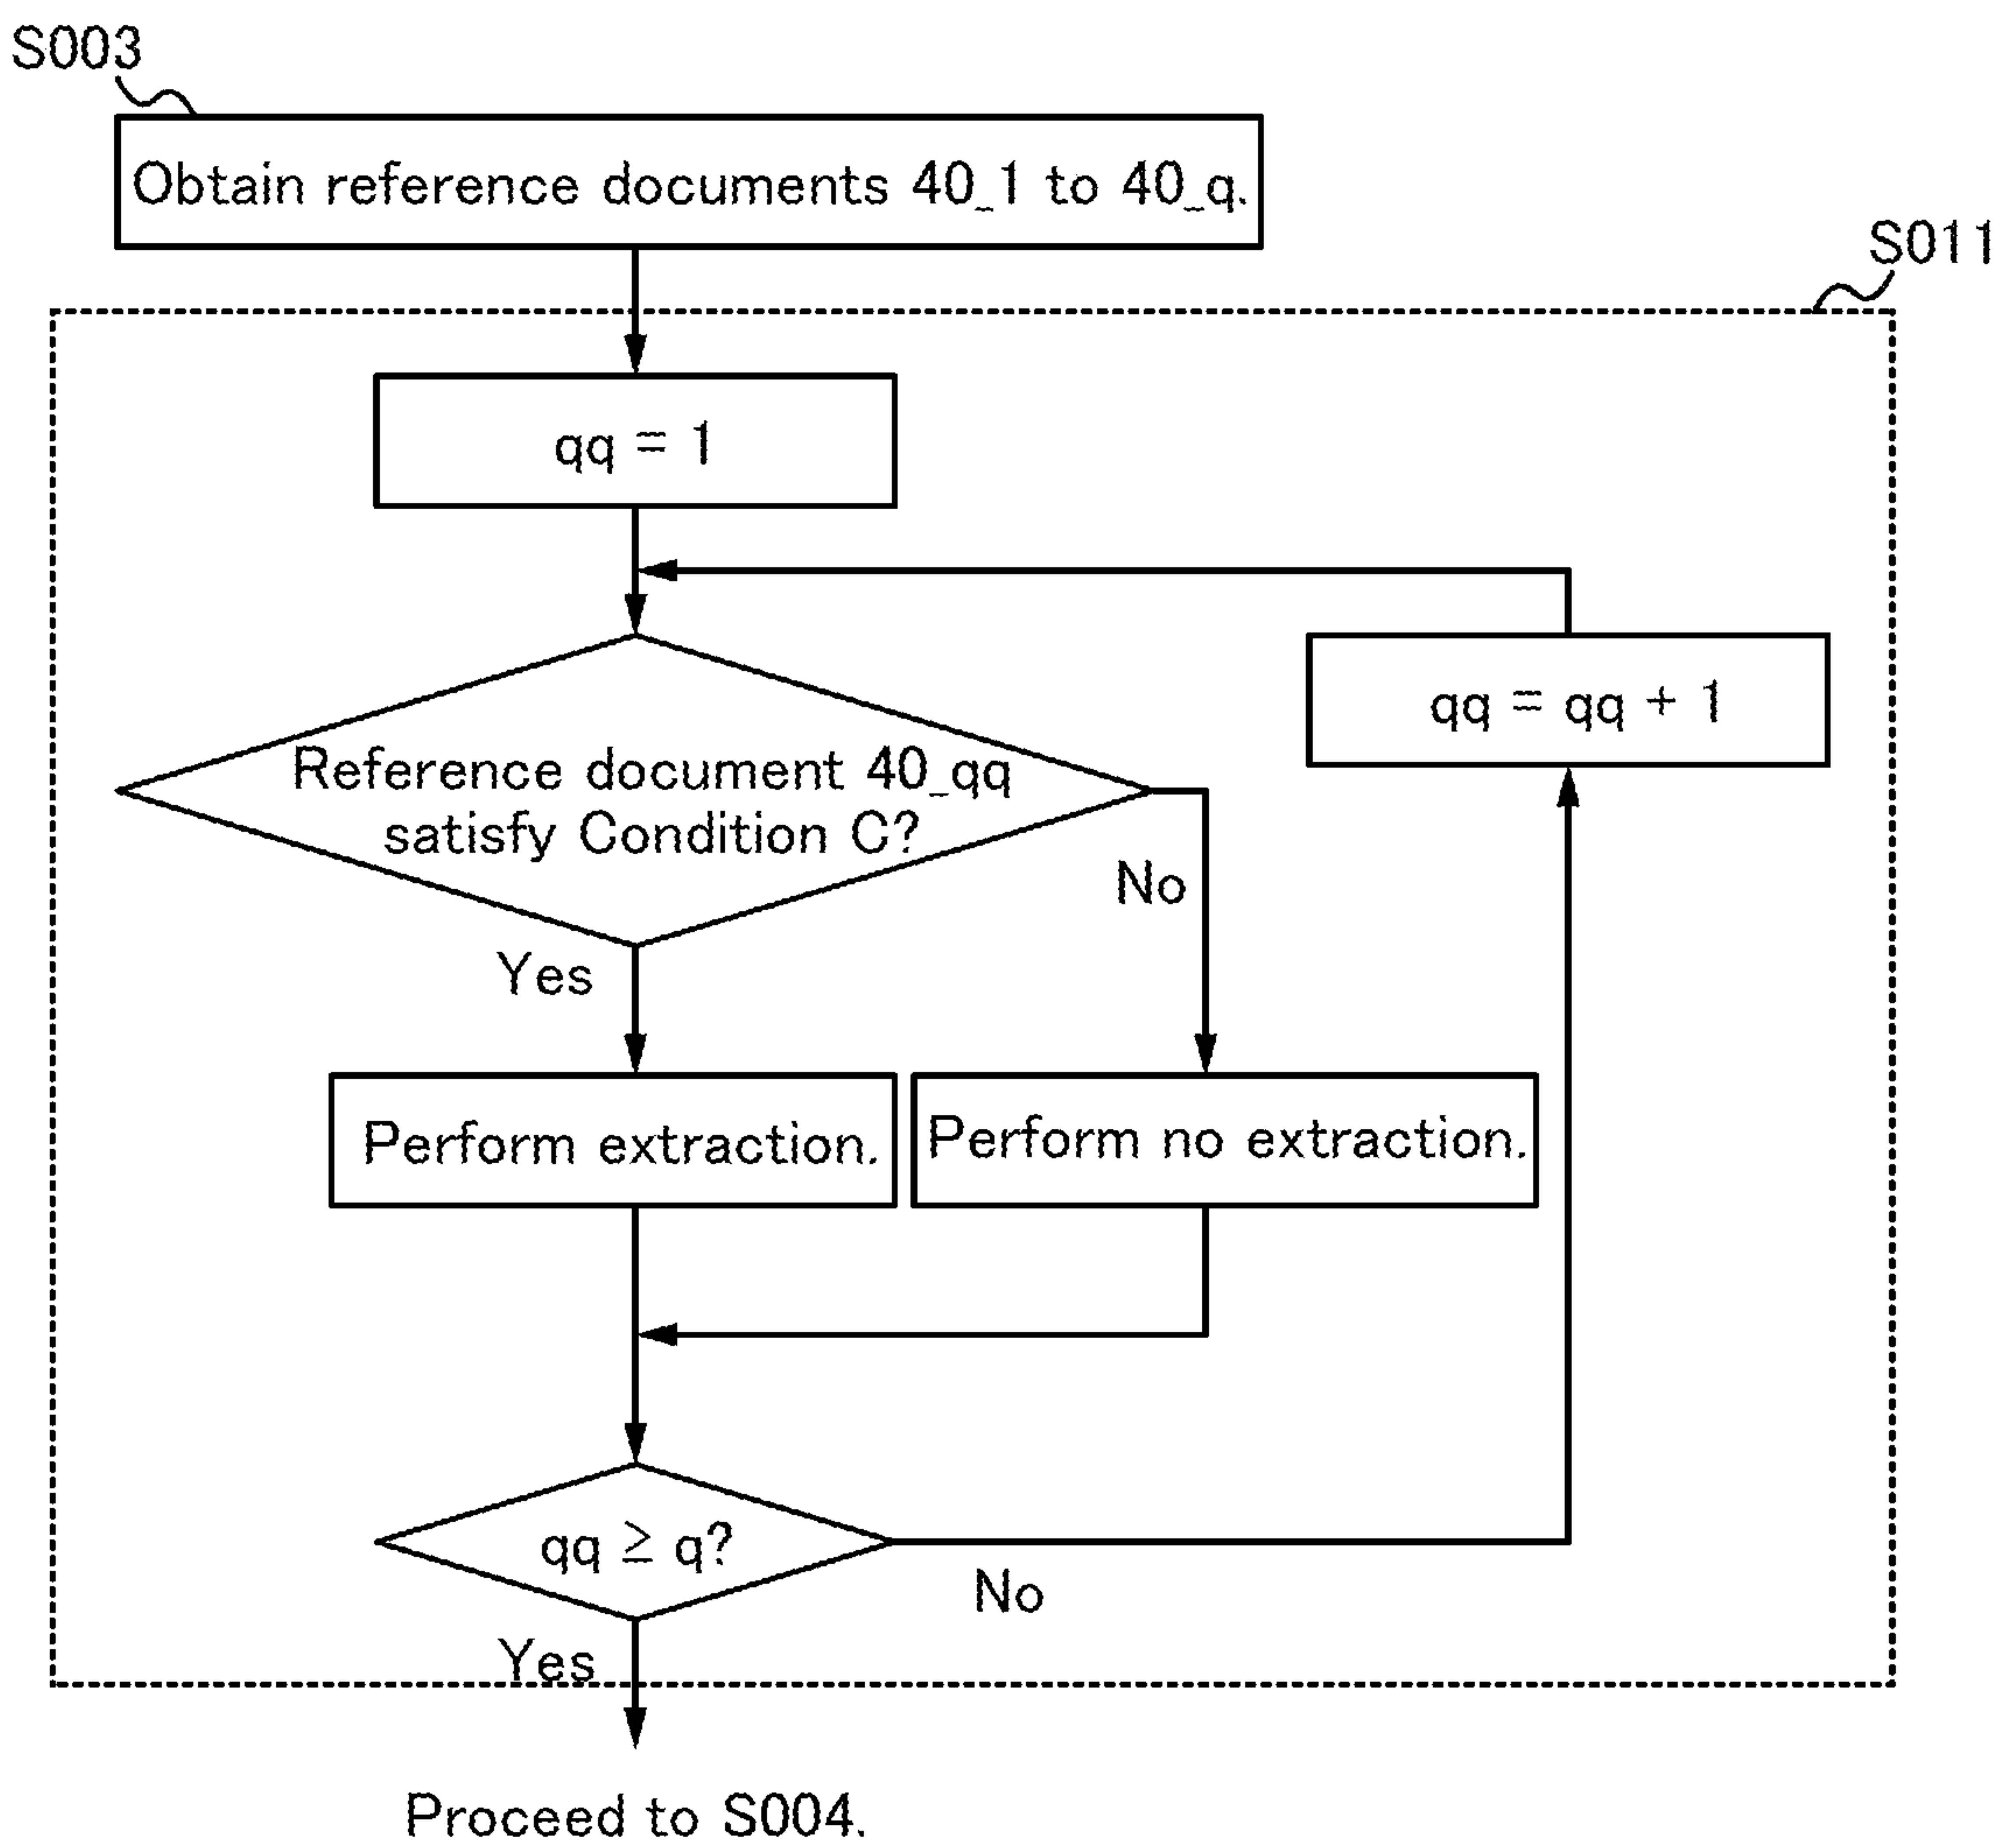 S003
Obtain reference documents 40_1 to 40_q.
S011
qq = 1
qq = qq + 1
Reference document 40_qq
satisfy Condition C?
No
Yes
Perform extraction.
Perform no extraction.
qq ≥ q?
No
Yes
Proceed to S004.